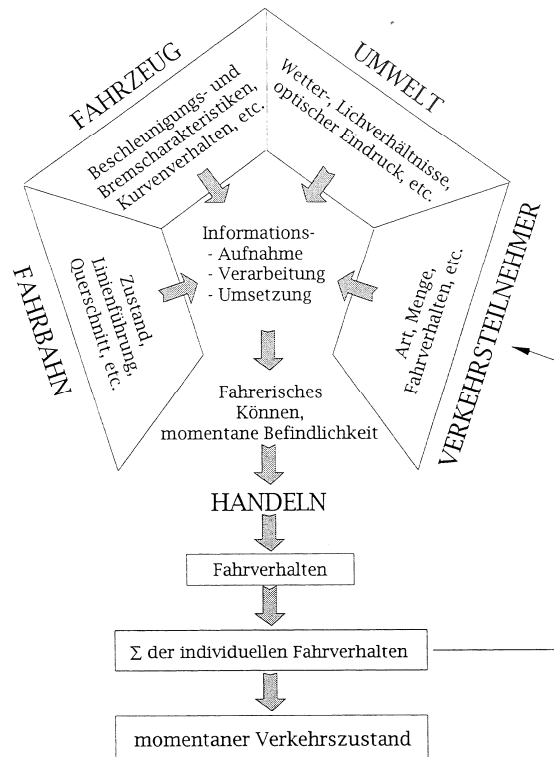 FAHRZEUG
Beschleunigungs- und
Bremscharakteristiken,
Kurvenverhalten, etc.
UMWELT
Wetter-, Lichverhältnisse,
optischer Eindruck, etc.
FAHRBAHN
Zustand,
Linienführung,
Querschnitt, etc.
Informations-
- Aufnahme
- Verarbeitung
- Umsetzung
Art, Menge,
Fahrverhalten, etc.
VERKEHRSTEILNEHMER
Fahrerisches
Können,
momentane Befindlichkeit
HANDELN
Fahrverhalten
Σ der individuellen Fahrverhalten
momentaner Verkehrszustand